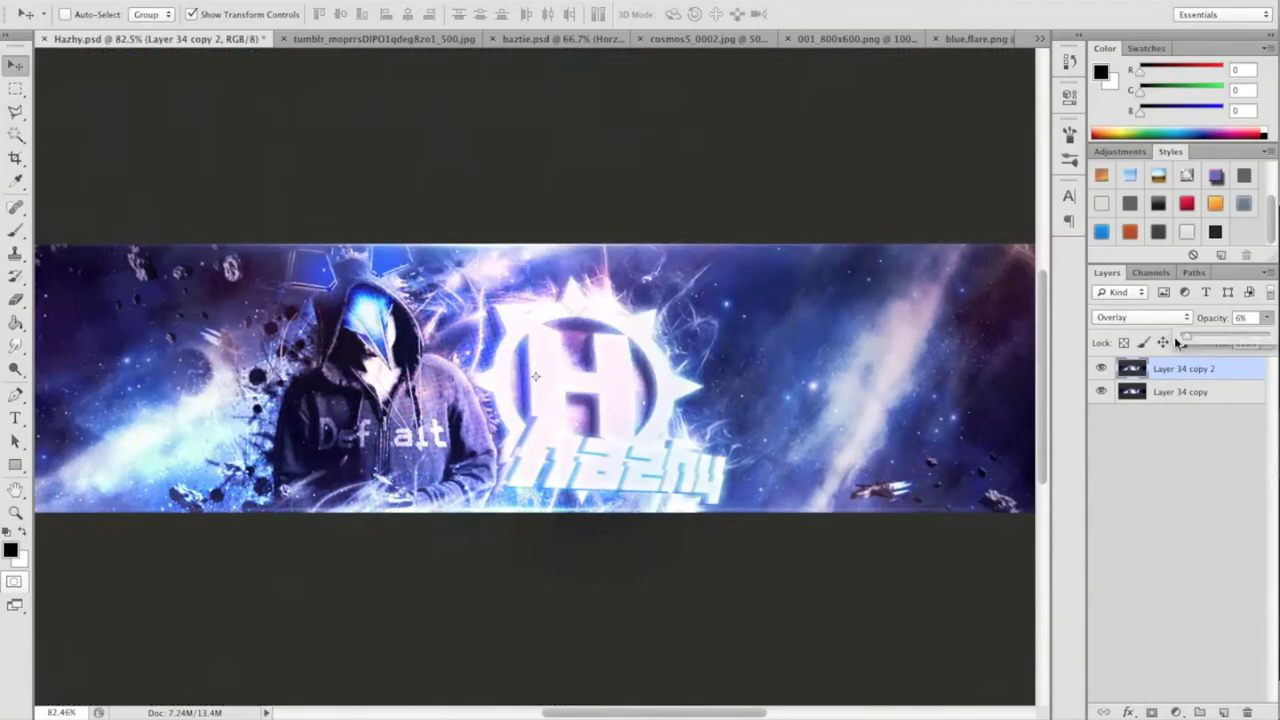 Auto-Select: Group Show Transform Controls 3D Mode: Essentials
Hazhy.psd @ 82.5% (Layer 34 copy 2, RGB/8) * tumblr_moprrsDIPO1qdeg8zo1_500.jpg baztie.psd @ 66.7% (Horz... cosmos5_0002.jpg @ 50... 001_800x600.png @ 100... blue.flare.png @
Color Swatches
R 0
G 0
B 0
Adjustments Styles
Layers Channels Paths
Kind
Overlay Opacity: 6%
Lock:
Layer 34 copy 2
Layer 34 copy
H
Hazhy
82.46% Doc: 7.24M/13.4M